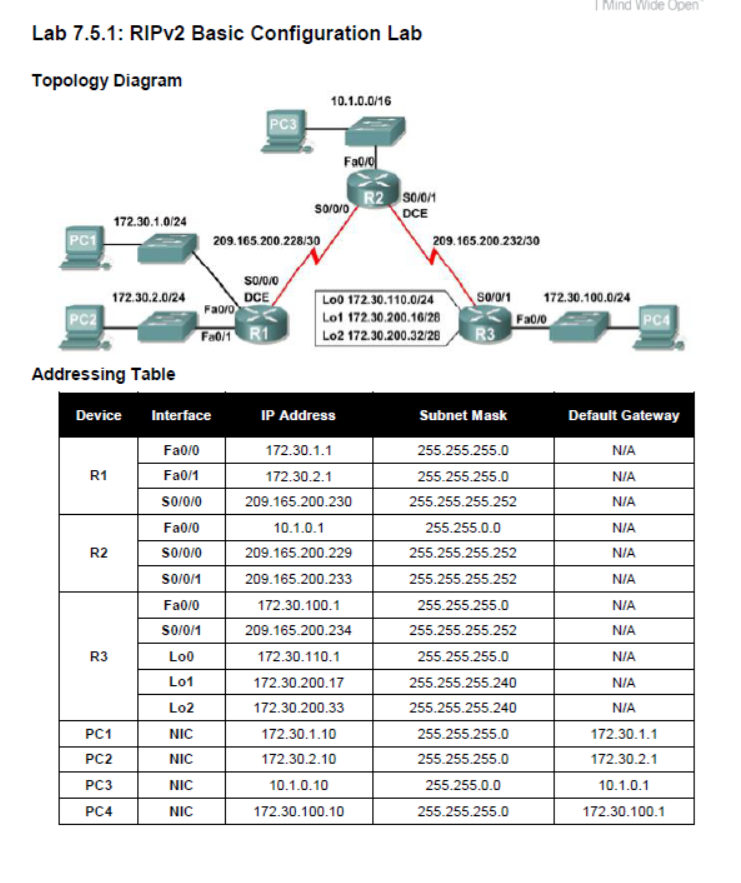 | Mind Wide Open™
Lab 7.5.1: RIPv2 Basic Configuration Lab
Topology Diagram
10.1.0.0/16
PC3
Fa0/0
R2
S0/0/1
DCE
S0/0/0
172.30.1.0/24
PC1
209.165.200.228/30
209.165.200.232/30
S0/0/0
DCE
172.30.2.0/24
PC2
Fa0/0
Fa0/1
R1
Lo0 172.30.110.0/24
Lo1 172.30.200.16/28
Lo2 172.30.200.32/28
S0/0/1
R3
Fa0/0
172.30.100.0/24
PC4
Addressing Table
Device Interface IP Address Subnet Mask Default Gateway
R1 Fa0/0 172.30.1.1 255.255.255.0 N/A
Fa0/1 172.30.2.1 255.255.255.0 N/A
S0/0/0 209.165.200.230 255.255.255.252 N/A
R2 Fa0/0 10.1.0.1 255.255.0.0 N/A
S0/0/0 209.165.200.229 255.255.255.252 N/A
S0/0/1 209.165.200.233 255.255.255.252 N/A
R3 Fa0/0 172.30.100.1 255.255.255.0 N/A
S0/0/1 209.165.200.234 255.255.255.252 N/A
Lo0 172.30.110.1 255.255.255.0 N/A
Lo1 172.30.200.17 255.255.255.240 N/A
Lo2 172.30.200.33 255.255.255.240 N/A
PC1 NIC 172.30.1.10 255.255.255.0 172.30.1.1
PC2 NIC 172.30.2.10 255.255.255.0 172.30.2.1
PC3 NIC 10.1.0.10 255.255.0.0 10.1.0.1
PC4 NIC 172.30.100.10 255.255.255.0 172.30.100.1